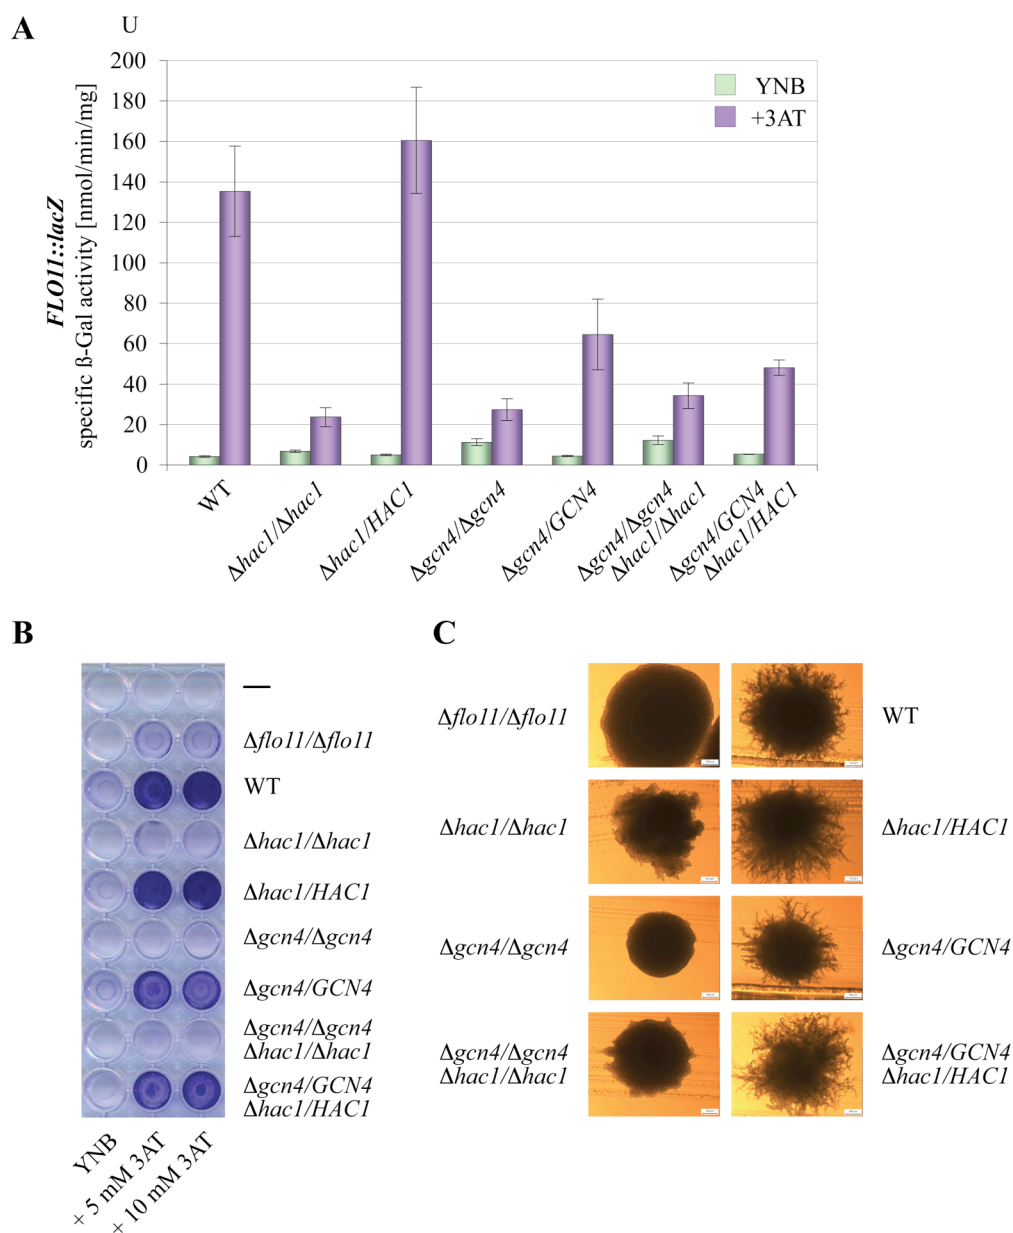 A
U
FLO11::lacZ
specific ß-Gal activity [nmol/min/mg]
200
180
160
140
120
100
80
60
40
20
0
YNB
+3AT
WT
Δhac1/Δhac1
Δhac1/HAC1
Δgcn4/Δgcn4
Δgcn4/GCN4
Δgcn4/Δgcn4
Δhac1/Δhac1
Δgcn4/GCN4
Δhac1/HAC1
B
—
Δflo11/Δflo11
WT
Δhac1/Δhac1
Δhac1/HAC1
Δgcn4/Δgcn4
Δgcn4/GCN4
Δgcn4/Δgcn4
Δhac1/Δhac1
Δgcn4/GCN4
Δhac1/HAC1
YNB
+ 5 mM 3AT
+ 10 mM 3AT
C
Δflo11/Δflo11
WT
Δhac1/Δhac1
Δhac1/HAC1
Δgcn4/Δgcn4
Δgcn4/GCN4
Δgcn4/Δgcn4
Δhac1/Δhac1
Δgcn4/GCN4
Δhac1/HAC1